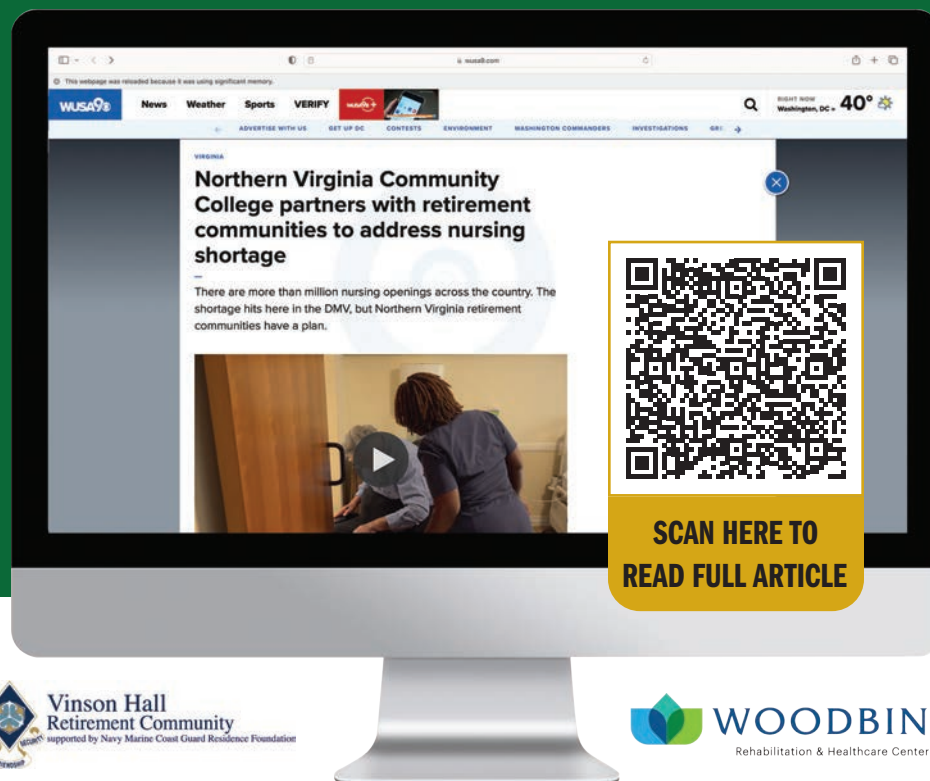 wusa9.com
This webpage was reloaded because it was using significant memory.
WUSA9 News Weather Sports VERIFY WUSA9+ RIGHT NOW
Washington, DC 40°
ADVERTISE WITH US GET UP DC CONTESTS ENVIRONMENT WASHINGTON COMMANDERS INVESTIGATIONS
VIRGINIA
Northern Virginia Community
College partners with retirement
communities to address nursing
shortage
There are more than million nursing openings across the country. The
shortage hits here in the DMV, but Northern Virginia retirement
communities have a plan.
SCAN HERE TO
READ FULL ARTICLE
Vinson Hall
Retirement Community
supported by Navy Marine Coast Guard Residence Foundation
WOODBIN
Rehabilitation & Healthcare Center